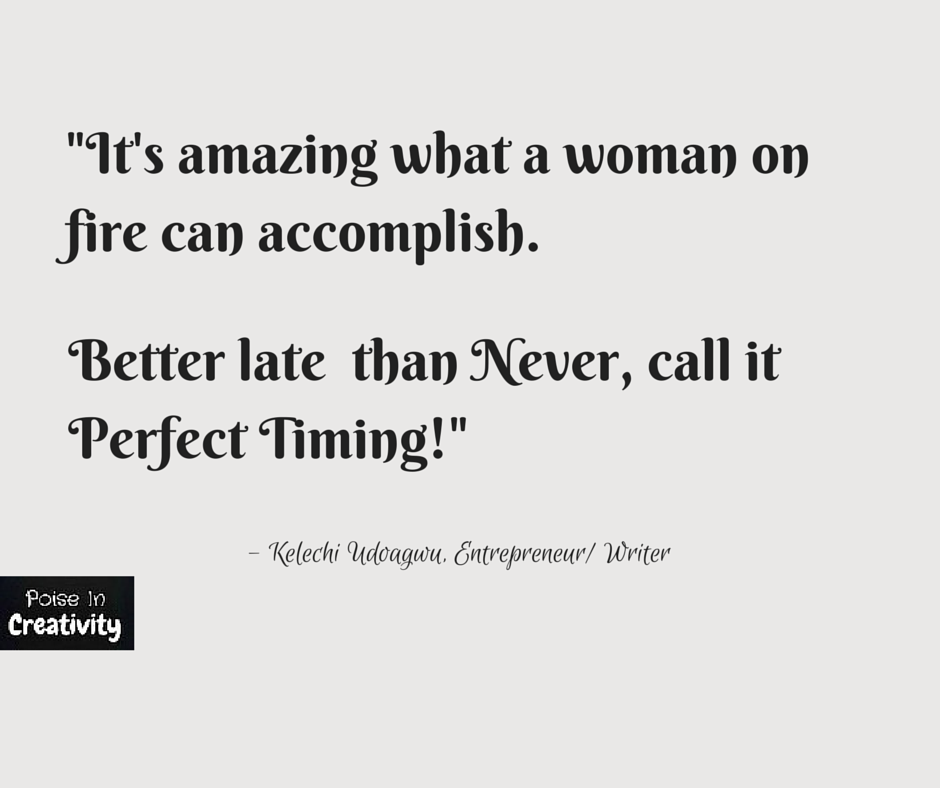 "It's amazing what a woman on
fire can accomplish.
Better late than Never, call it
Perfect Timing!"
– Kelechi Udoagwu, Entrepreneur/ Writer
Poise In
Creativity